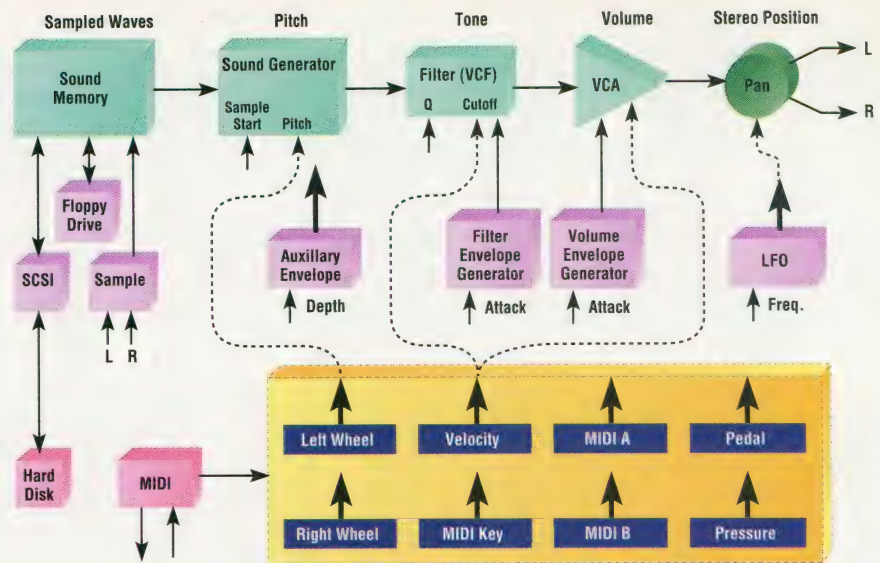 Sampled Waves
Pitch
Tone
Volume
Stereo Position
Sound
Memory
Sound Generator
Sample
Start
Pitch
Filter (VCF)
Q
Cutoff
VCA
Pan
L
R
Floppy
Drive
SCSI
Sample
L
R
Auxillary
Envelope
Depth
Filter
Envelope
Generator
Attack
Volume
Envelope
Generator
Attack
LFO
Freq.
Hard
Disk
MIDI
Left Wheel
Velocity
MIDI A
Pedal
Right Wheel
MIDI Key
MIDI B
Pressure